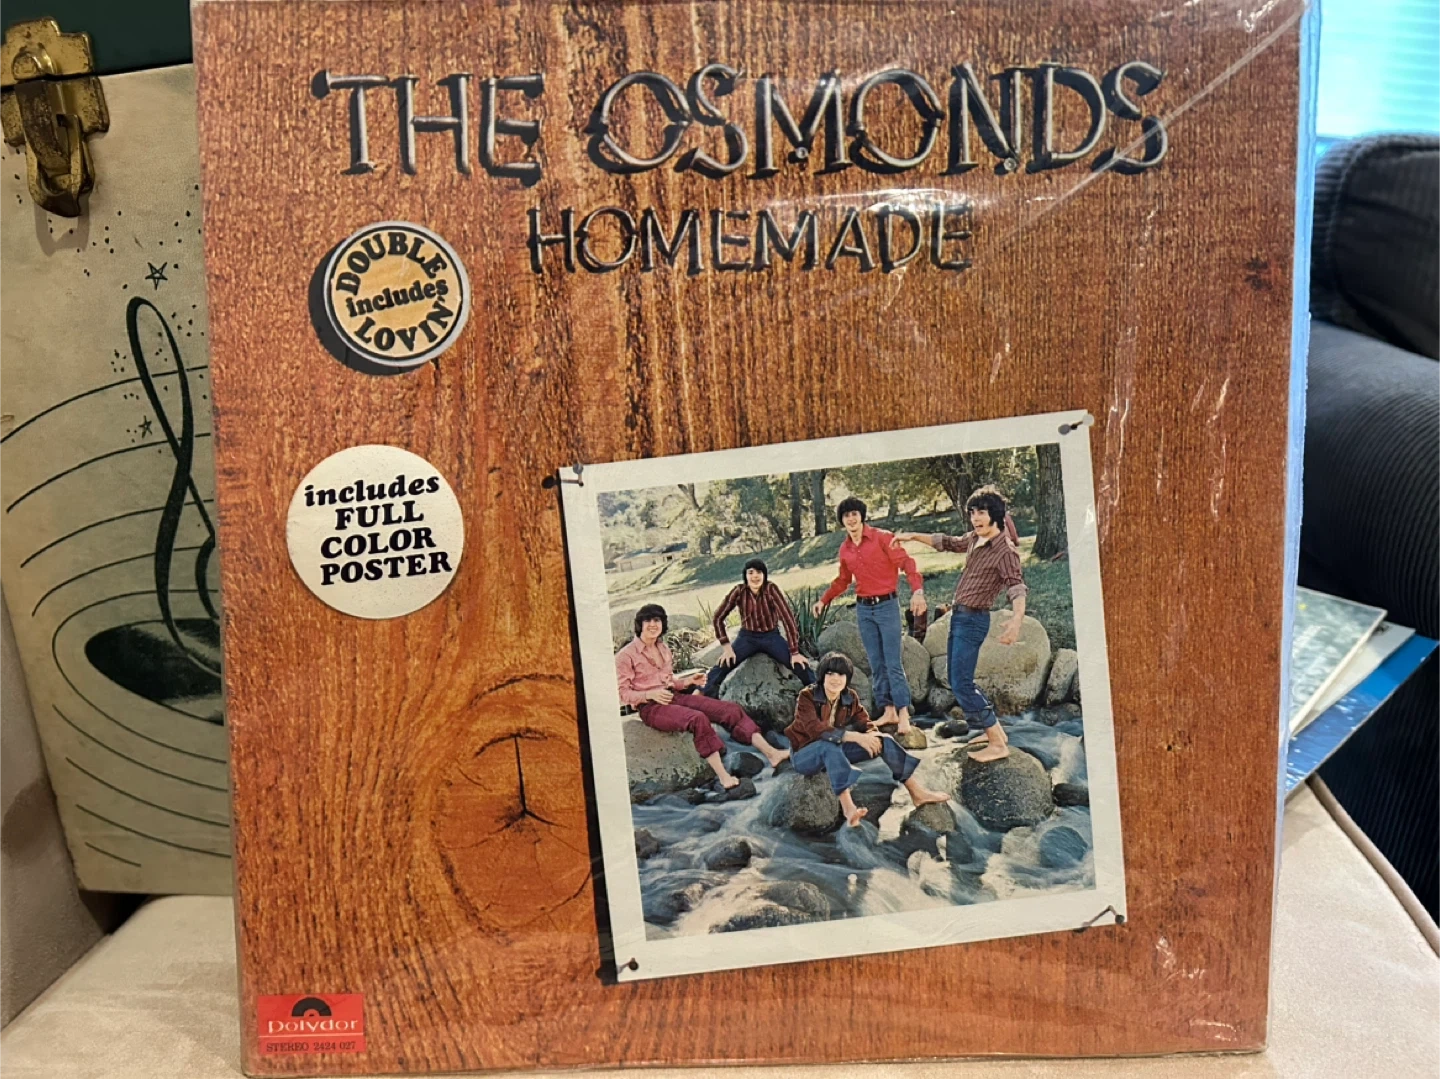 THE OSMONDS
HOMEMADE
DOUBLE
includes
LOVIN'
includes
FULL
COLOR
POSTER
polydor
STEREO 2424 027